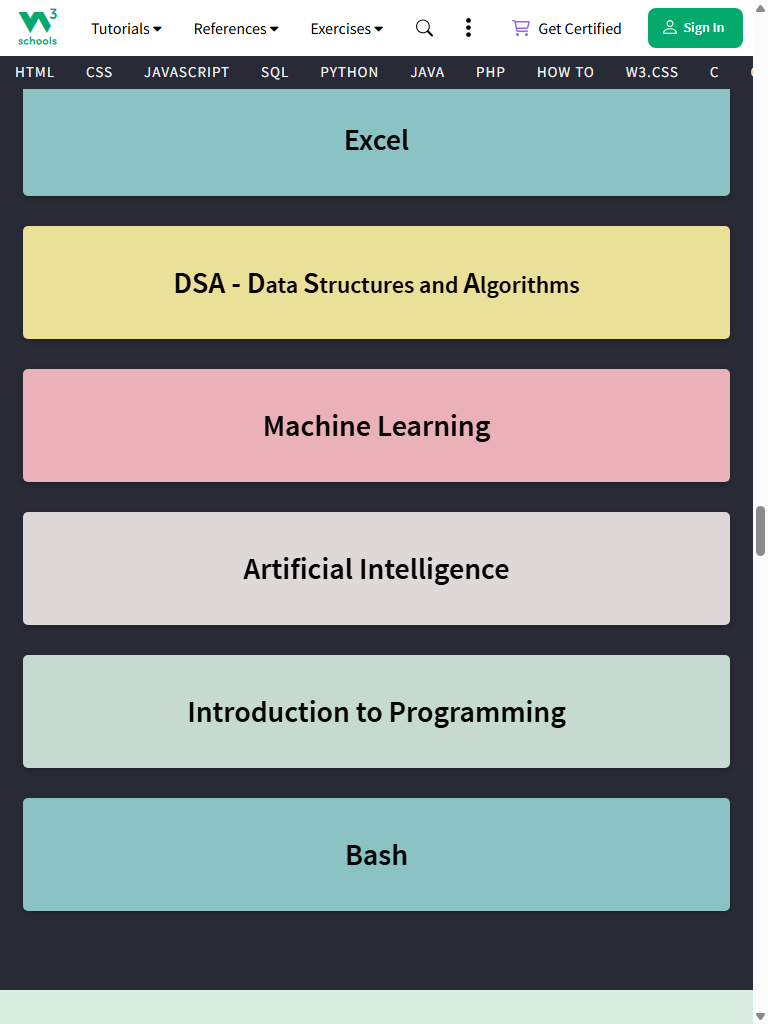 W3 schools
Tutorials References Exercises Get Certified Sign In
HTML CSS JAVASCRIPT SQL PYTHON JAVA PHP HOW TO W3.CSS C
Excel
DSA - Data Structures and Algorithms
Machine Learning
Artificial Intelligence
Introduction to Programming
Bash